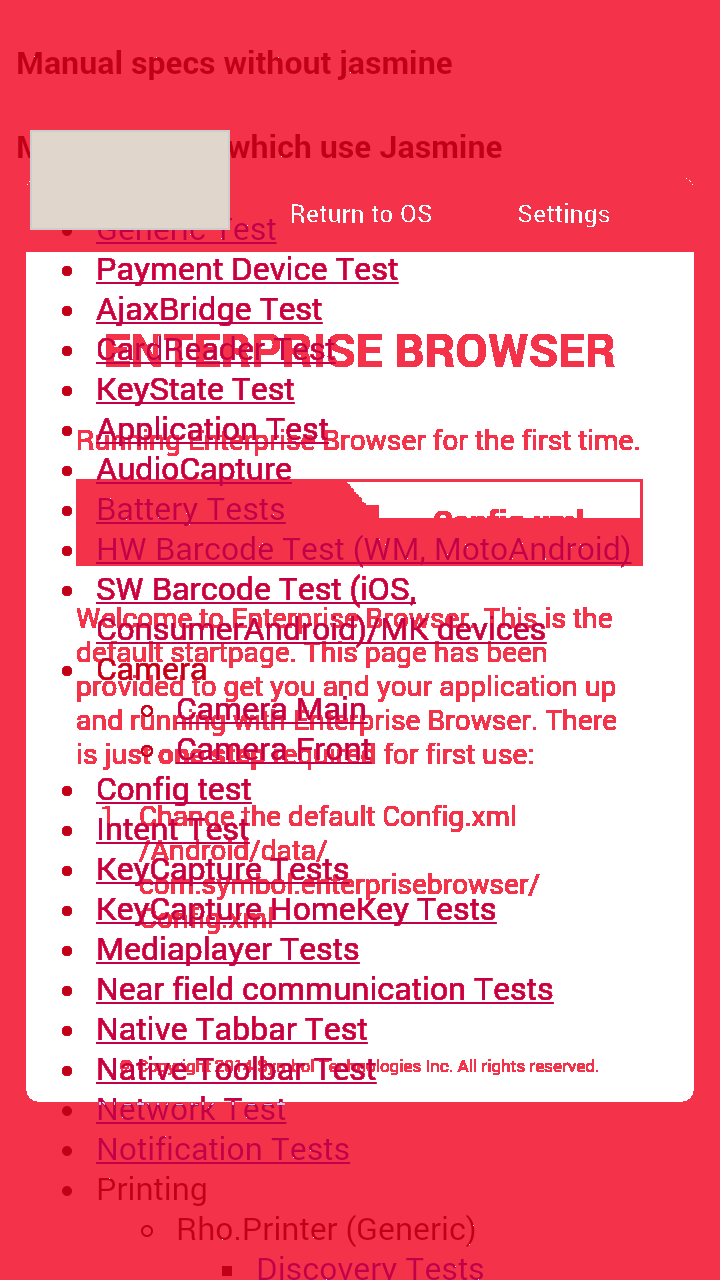 Manual specs without jasmine
which use Jasmine
Return to OS Settings
Generic Test
Payment Device Test
AjaxBridge Test
CardReader Test
ENTERPRISE BROWSER
KeyState Test
Application Test
Running Enterprise Browser for the first time.
AudioCapture
Battery Tests
Config.xml
HW Barcode Test (WM, MotoAndroid)
SW Barcode Test (iOS,
ConsumerAndroid)/MK devices
Welcome to Enterprise Browser. This is the
default startpage. This page has been
provided to get you and your application up
and running with Enterprise Browser. There
is just one step required for first use:
Camera
Camera Main
Camera Front
Config test
1. Change the default Config.xml
/Android/data/
com.symbol.enterprisebrowser/
Config.xml
Intent Test
KeyCapture Tests
KeyCapture HomeKey Tests
Mediaplayer Tests
Near field communication Tests
Native Tabbar Test
Native Toolbar Test
© Copyright 2014 Symbol Technologies Inc. All rights reserved.
Network Test
Notification Tests
Printing
Rho.Printer (Generic)
Discovery Tests